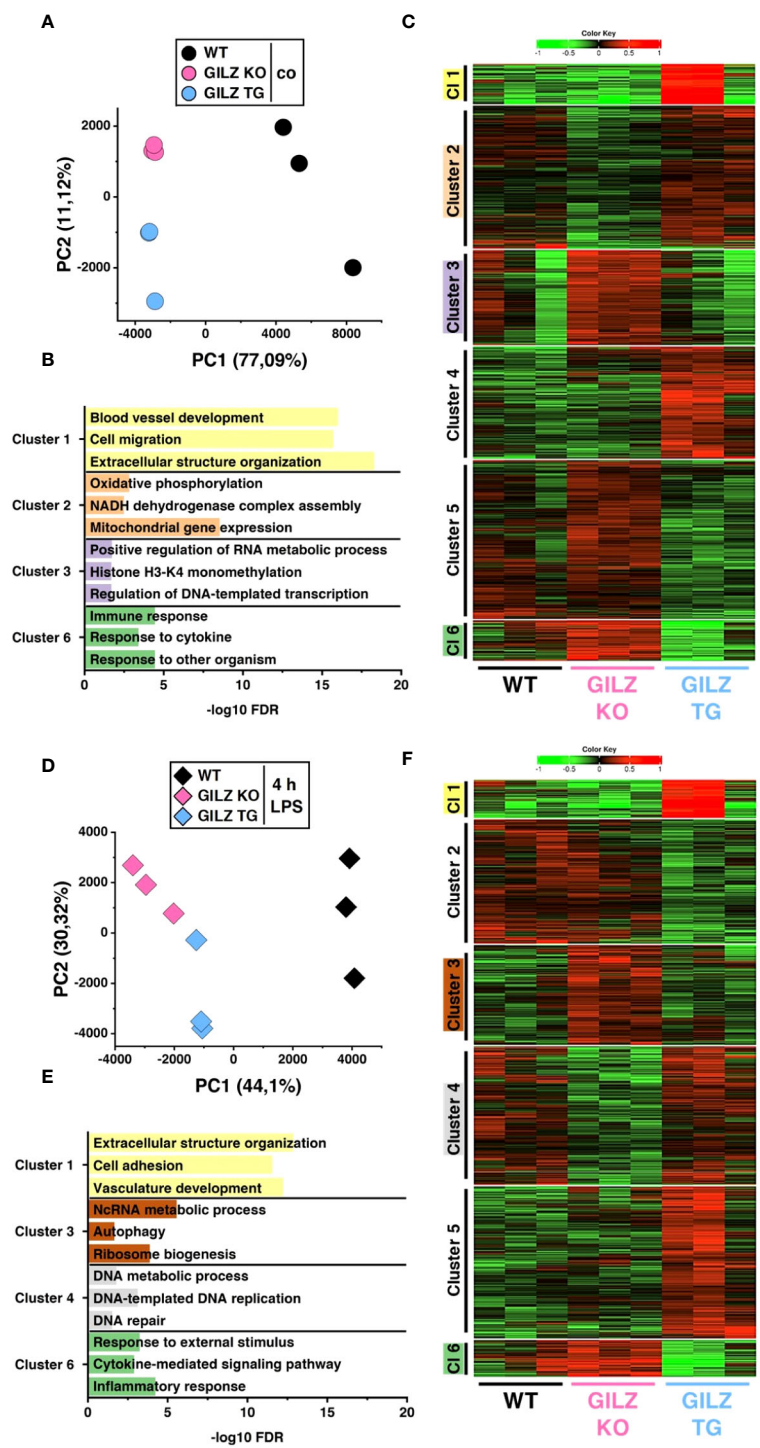 A
WT
GILZ KO
GILZ TG
co
2000
0
-2000
PC2 (11,12%)
-4000 0 4000 8000
PC1 (77,09%)
B
Cluster 1
Blood vessel development
Cell migration
Extracellular structure organization
Cluster 2
Oxidative phosphorylation
NADH dehydrogenase complex assembly
Mitochondrial gene expression
Cluster 3
Positive regulation of RNA metabolic process
Histone H3-K4 monomethylation
Regulation of DNA-templated transcription
Cluster 6
Immune response
Response to cytokine
Response to other organism
0 5 10 15 20
-log10 FDR
C
Color Key
-1 -0.5 0 0.5 1
Cl 1
Cluster 2
Cluster 3
Cluster 4
Cluster 5
Cl 6
WT GILZ GILZ
KO TG
D
WT
GILZ KO
GILZ TG
4 h
LPS
4000
2000
0
-2000
-4000
PC2 (30,32%)
-4000 -2000 0 2000 4000
PC1 (44,1%)
E
Cluster 1
Extracellular structure organization
Cell adhesion
Vasculature development
Cluster 3
NcRNA metabolic process
Autophagy
Ribosome biogenesis
Cluster 4
DNA metabolic process
DNA-templated DNA replication
DNA repair
Cluster 6
Response to external stimulus
Cytokine-mediated signaling pathway
Inflammatory response
0 5 10 15 20
-log10 FDR
F
Color Key
-1 -0.5 0 0.5 1
Cl 1
Cluster 2
Cluster 3
Cluster 4
Cluster 5
Cl 6
WT GILZ GILZ
KO TG